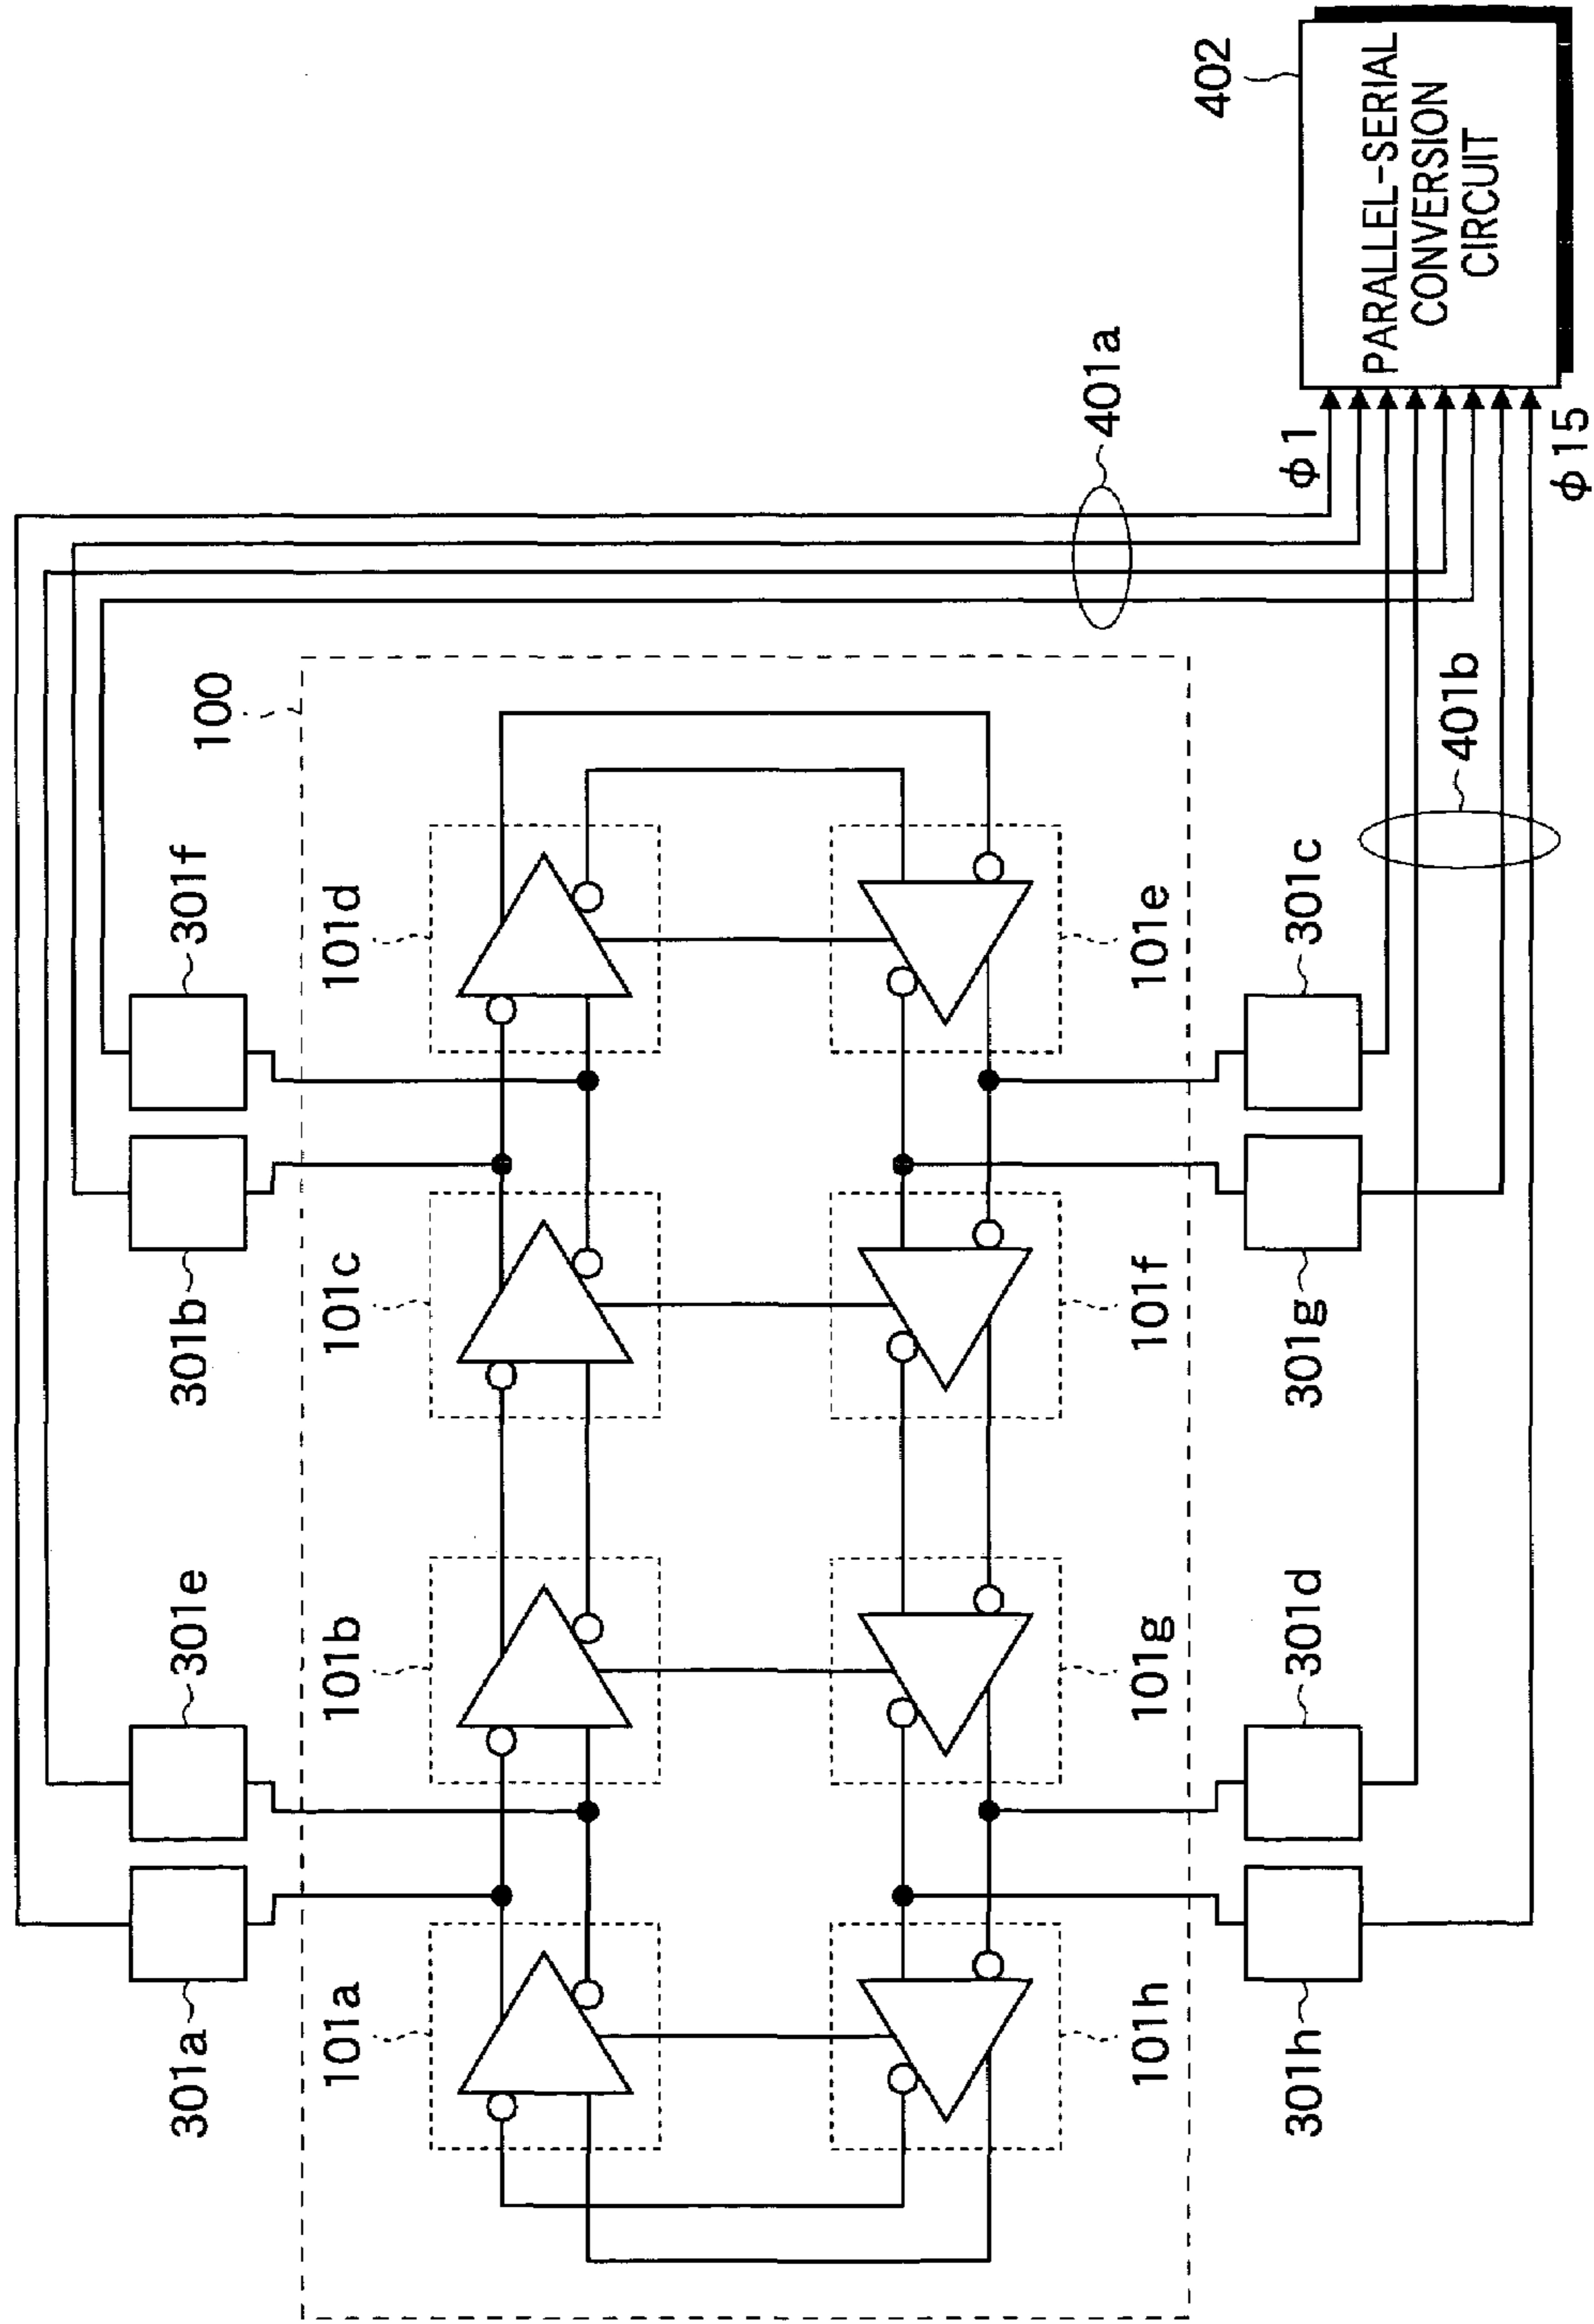 301a
301e
301b
301f
100
101a
101b
101c
101d
401a
101h
101g
101f
101e
402
301h
301d
301g
301c
φ1
PARALLEL-SERIAL
CONVERSION
CIRCUIT
401b
φ15